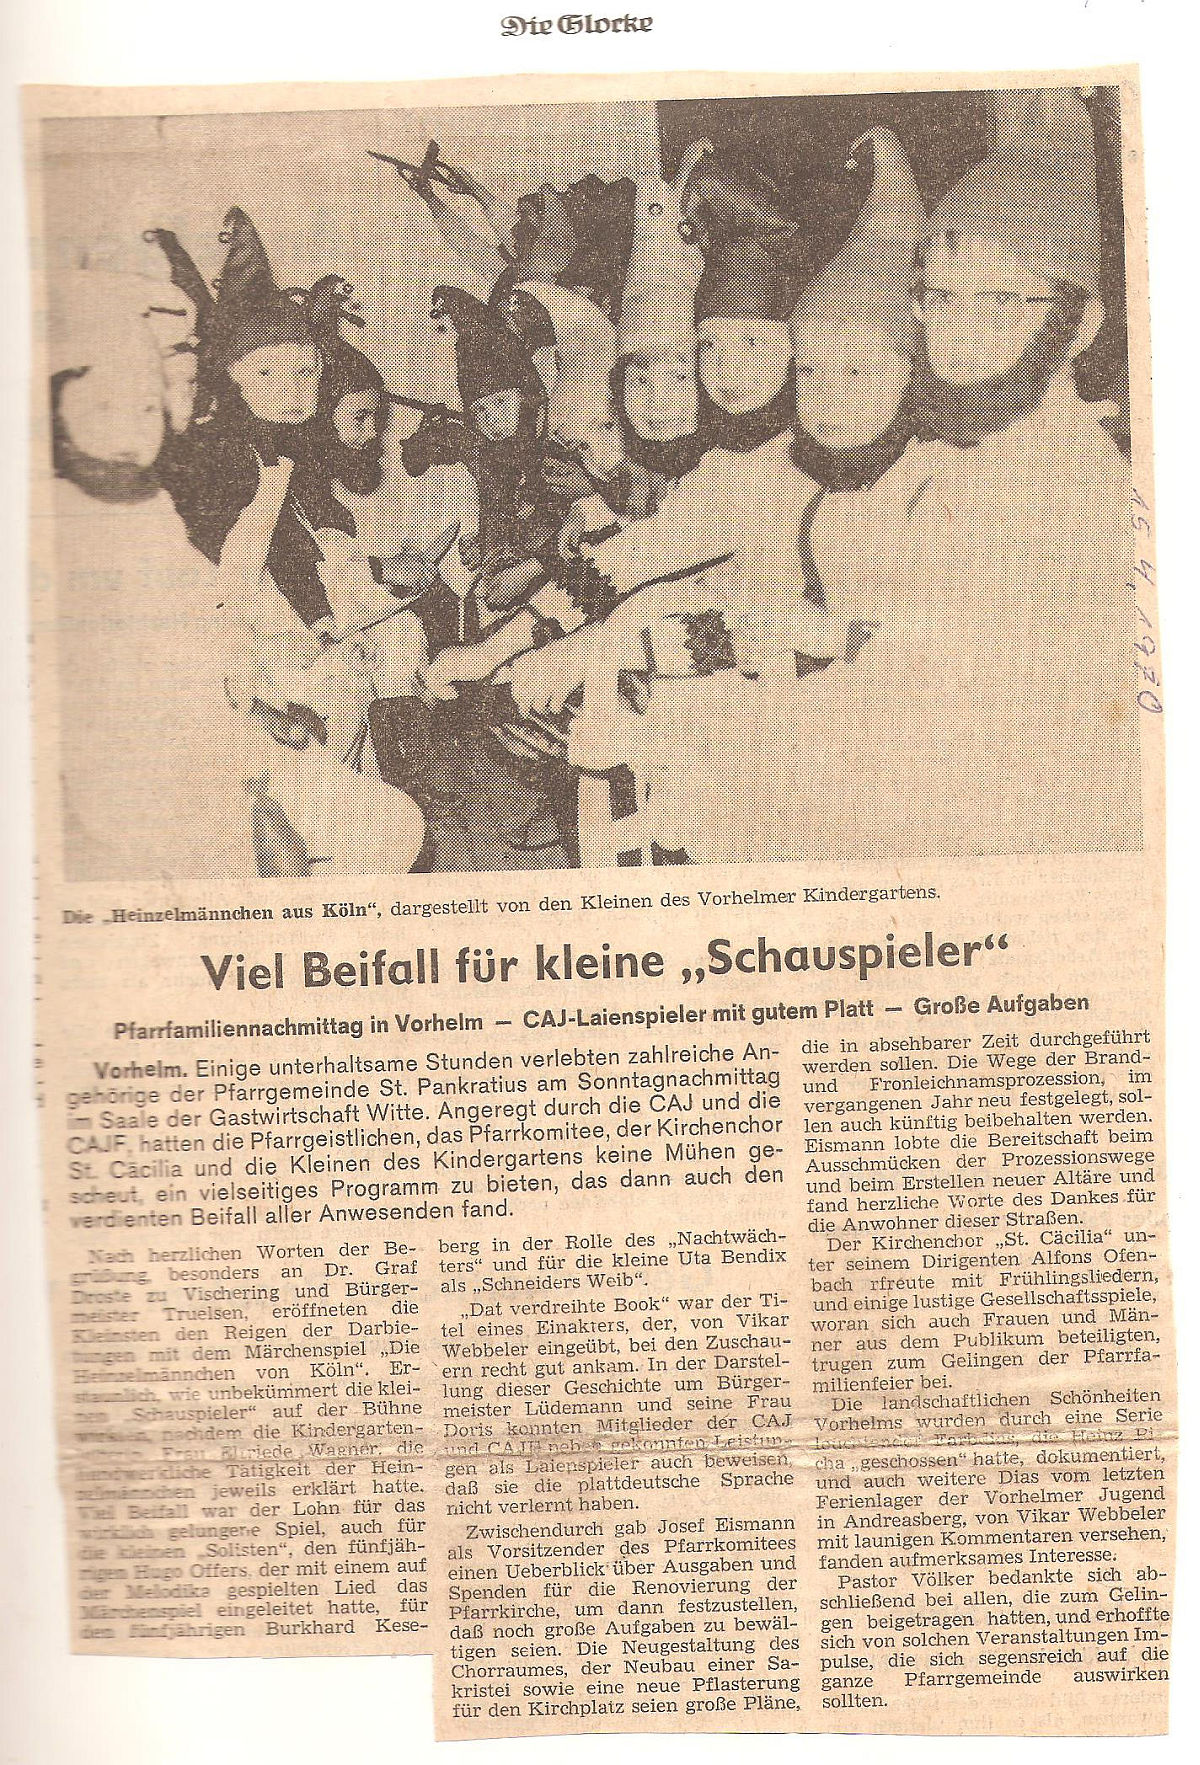 Die Glocke
15.4.1970
Die „Heinzelmännchen aus Köln“, dargestellt von den Kleinen des Vorhelmer Kindergartens.
Viel Beifall für kleine „Schauspieler“
Pfarrfamiliennachmittag in Vorhelm — CAJ-Laienspieler mit gutem Platt — Große Aufgaben
Vorhelm. Einige unterhaltsame Stunden verlebten zahlreiche An-
gehörige der Pfarrgemeinde St. Pankratius am Sonntagnachmittag
im Saale der Gastwirtschaft Witte. Angeregt durch die CAJ und die
CAJF, hatten die Pfarrgeistlichen, das Pfarrkomitee, der Kirchenchor
St. Cäcilia und die Kleinen des Kindergartens keine Mühen ge-
scheut, ein vielseitiges Programm zu bieten, das dann auch den
verdienten Beifall aller Anwesenden fand.
Nach herzlichen Worten der Be-
grüßung, besonders an Dr. Graf
Droste zu Vischering und Bürger-
meister Truelsen, eröffneten die
Kleinsten den Reigen der Darbie-
tungen mit dem Märchenspiel „Die
Heinzelmännchen von Köln“. Er-
staunlich, wie unbekümmert die klei-
nen „Schauspieler“ auf der Bühne
nachdem die Kindergarten-
Frau Elfriede Wagner, die
handwerkliche Tätigkeit der Hein-
zelmännchen jeweils erklärt hatte.
Viel Beifall war der Lohn für das
wirklich gelungene Spiel, auch für
die kleinen „Solisten“, den fünfjäh-
rigen Hugo Offers, der mit einem auf
der Melodika gespielten Lied das
Märchenspiel eingeleitet hatte, für
den fünfjährigen Burkhard Kese-
berg in der Rolle des „Nachtwäch-
ters“ und für die kleine Uta Bendix
als „Schneiders Weib“.
„Dat verdreihte Book“ war der Ti-
tel eines Einakters, der, von Vikar
Webbeler eingeübt, bei den Zuschau-
ern recht gut ankam. In der Darstel-
lung dieser Geschichte um Bürger-
meister Lüdemann und seine Frau
Doris konnten Mitglieder der CAJ
und CAJF neben gekonnten Leistun-
gen als Laienspieler auch beweisen,
daß sie die plattdeutsche Sprache
nicht verlernt haben.
Zwischendurch gab Josef Eismann
als Vorsitzender des Pfarrkomitees
einen Ueberblick über Ausgaben und
Spenden für die Renovierung der
Pfarrkirche, um dann festzustellen,
daß noch große Aufgaben zu bewäl-
tigen seien. Die Neugestaltung des
Chorraumes, der Neubau einer Sa-
kristei sowie eine neue Pflasterung
für den Kirchplatz seien große Pläne,
die in absehbarer Zeit durchgeführt
werden sollen. Die Wege der Brand-
und Fronleichnamsprozession, im
vergangenen Jahr neu festgelegt, sol-
len auch künftig beibehalten werden.
Eismann lobte die Bereitschaft beim
Ausschmücken der Prozessionswege
und beim Erstellen neuer Altäre und
fand herzliche Worte des Dankes für
die Anwohner dieser Straßen.
Der Kirchenchor „St. Cäcilia“ un-
ter seinem Dirigenten Alfons Ofen-
bach rfreute mit Frühlingsliedern,
und einige lustige Gesellschaftsspiele,
woran sich auch Frauen und Män-
ner aus dem Publikum beteiligten,
trugen zum Gelingen der Pfarrfa-
milienfeier bei.
Die landschaftlichen Schönheiten
Vorhelms wurden durch eine Serie
leuchtender Farbdias, die Heinz Pi-
cha „geschossen“ hatte, dokumentiert,
und auch weitere Dias vom letzten
Ferienlager der Vorhelmer Jugend
in Andreasberg, von Vikar Webbeler
mit launigen Kommentaren versehen,
fanden aufmerksames Interesse.
Pastor Völker bedankte sich ab-
schließend bei allen, die zum Gelin-
gen beigetragen hatten, und erhoffte
sich von solchen Veranstaltungen Im-
pulse, die sich segensreich auf die
ganze Pfarrgemeinde auswirken
sollten.